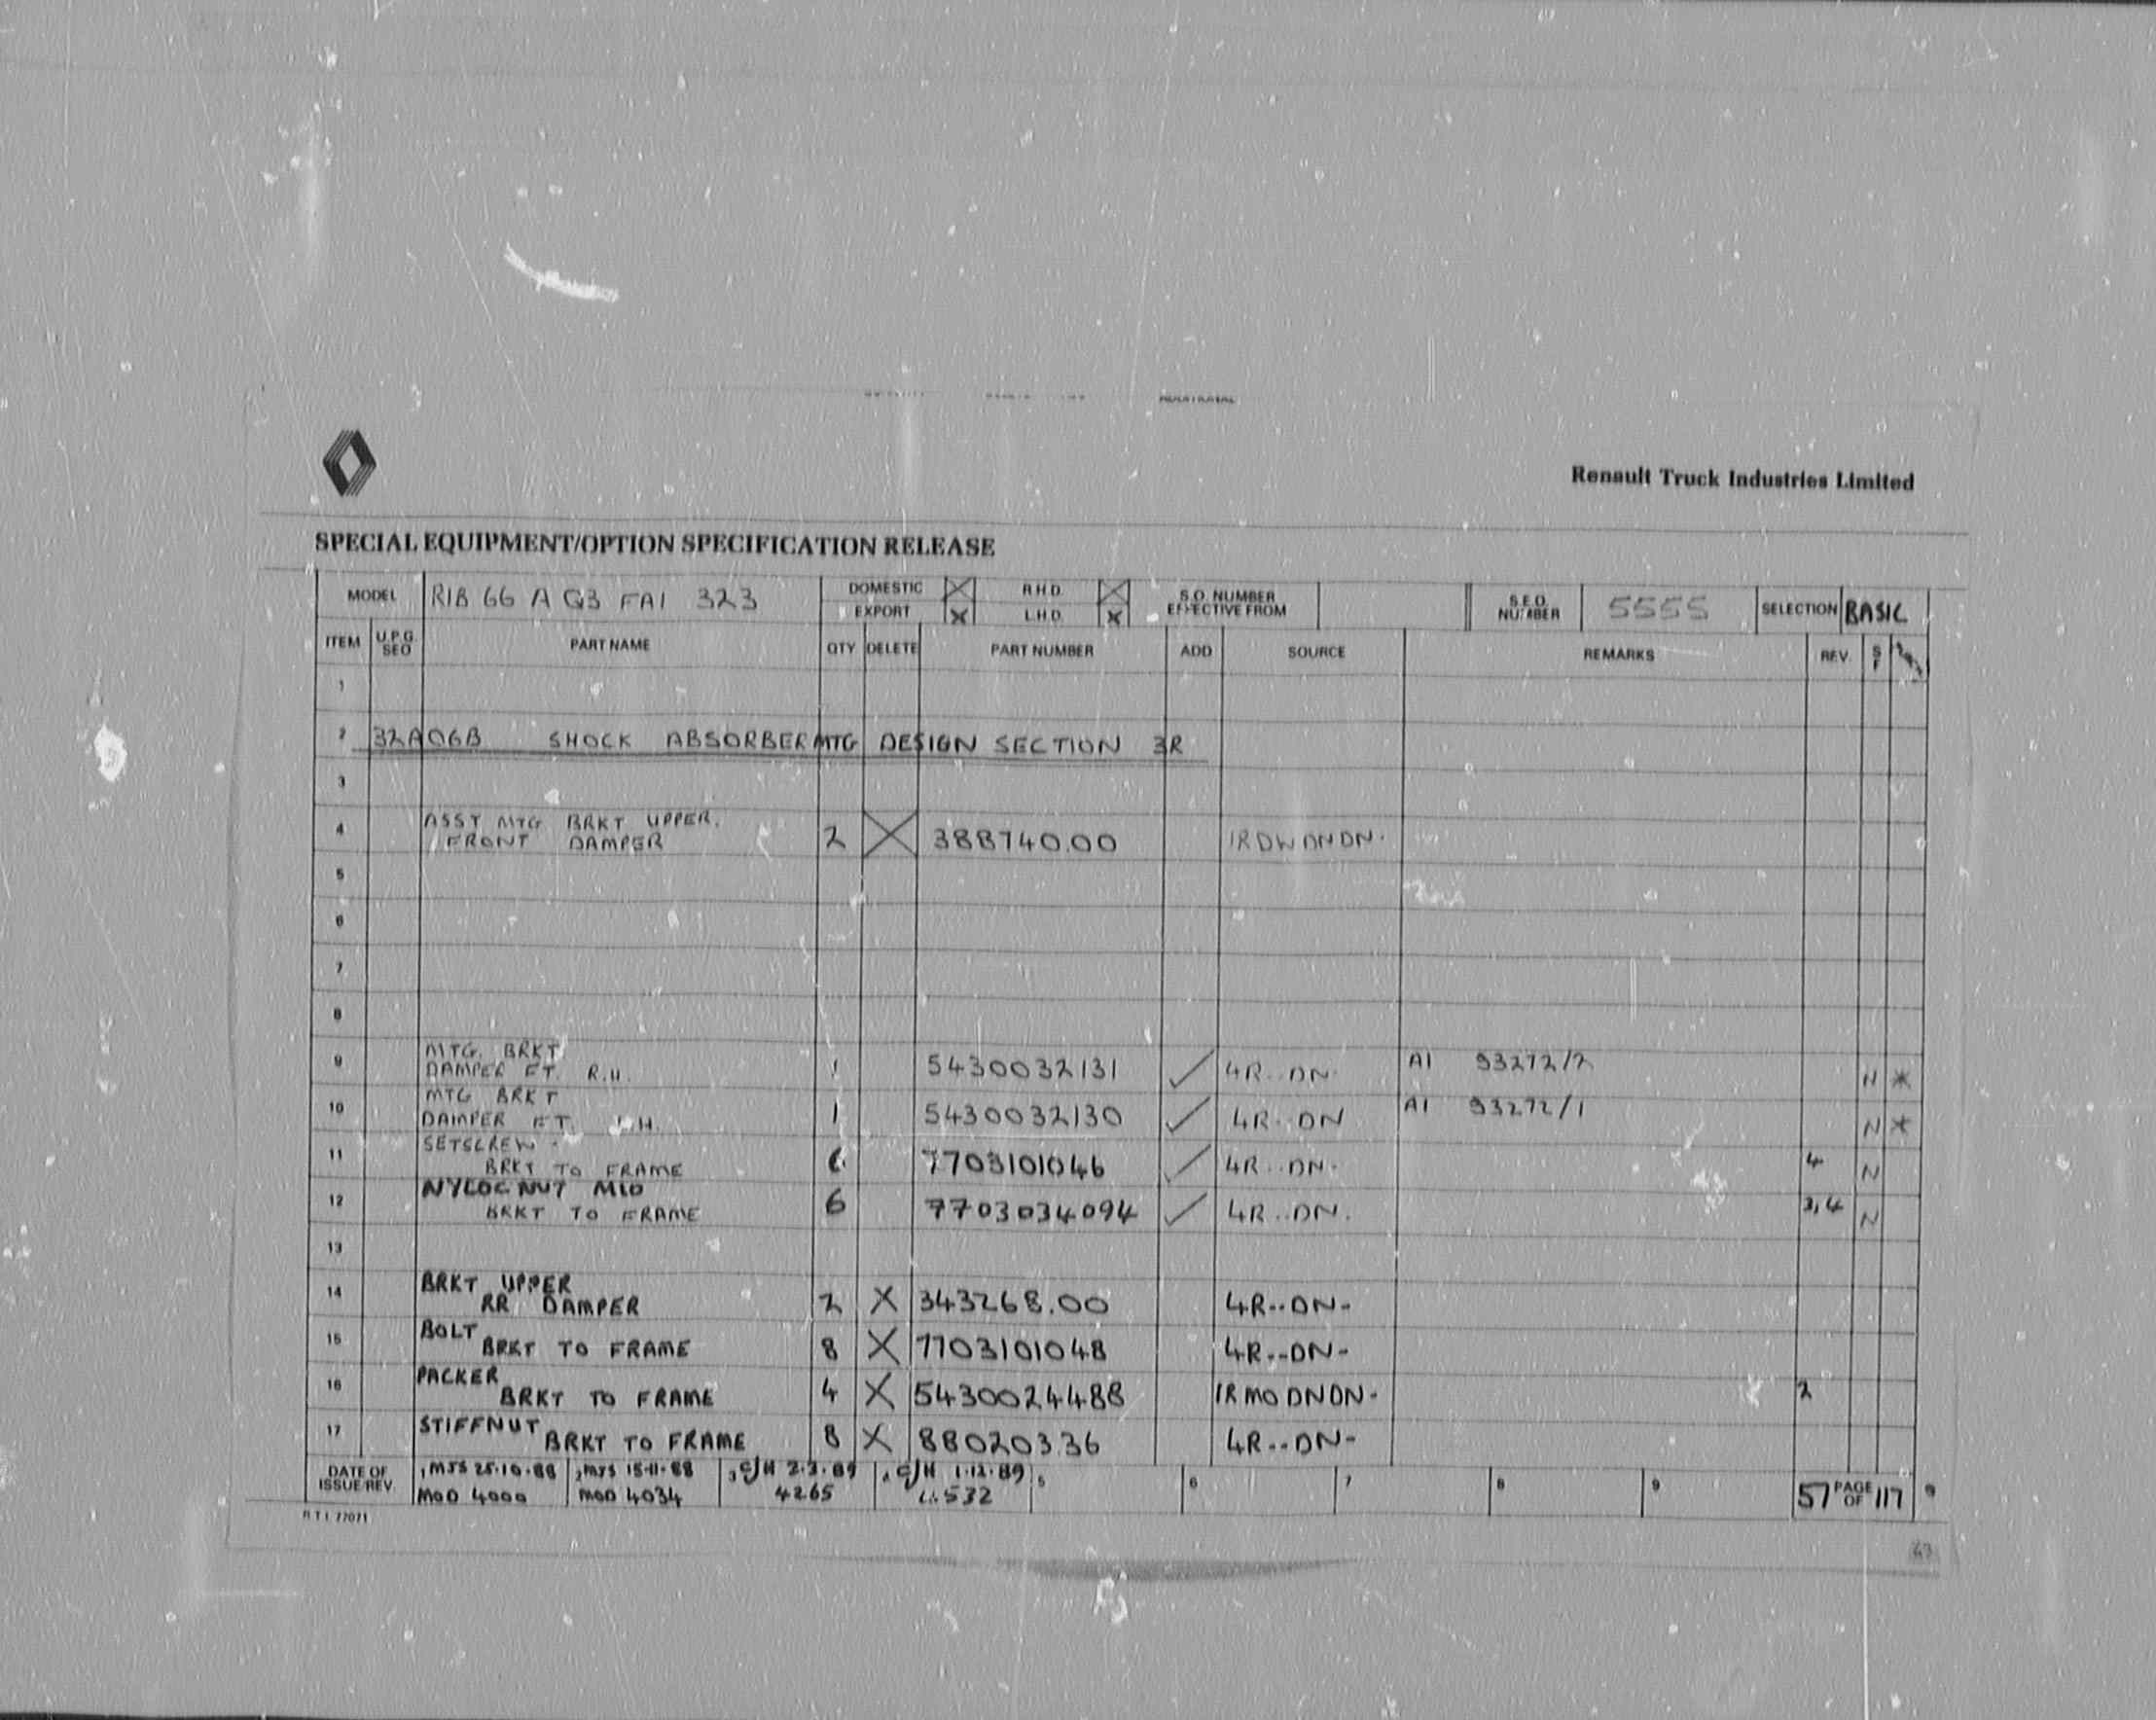 Renault Truck Industries Limited
SPECIAL EQUIPMENT/OPTION SPECIFICATION RELEASE
MODEL R1B 66 A GB FA1 323 DOMESTIC R.H.D. S.O. NUMBER EFFECTIVE FROM S.E.O. NUMBER 5555 SELECTION BASIC
EXPORT L.H.D.
ITEM U.P.G. SEO PART NAME QTY DELETE PART NUMBER ADD SOURCE REMARKS REV. S F
1
2 32A06B SHOCK ABSORBER MTG DESIGN SECTION 3R
3
4 ASSY MTG BRKT UPPER.
FRONT DAMPER 2 X 388740.00 IRDWDNDN.
5
6
7
8
9 MTG. BRKT
DAMPER FT. R.H. 1 5430032131 ✓ 4R..DN. A1 93272/2 N *
10 MTG BRKT
DAMPER FT. L.H. 1 5430032130 ✓ 4R..DN A1 93272/1 N *
11 SETSCREW.
BRKT TO FRAME 6 7703101046 ✓ 4R..DN. 4 N
12 NYLOC NUT M10
BRKT TO FRAME 6 7703034094 ✓ 4R..DN. 3,4 N
13
14 BRKT UPPER
RR DAMPER 2 X 343268.00 4R..DN-
15 BOLT
BRKT TO FRAME 8 X 7703101048 4R..DN-
16 PACKER
BRKT TO FRAME 4 X 5430024488 IRMODNDN. 2
17 STIFFNUT
BRKT TO FRAME 8 X 88020336 4R..DN-
DATE OF ISSUE/REV. 1 MJS 25.10.88 2 MJS 15.11.88 3 CJH 2.3.89 4 CJH 1.12.89 5 6 7 8 9
MOD 4000 MOD 4034 4265 4532 57 PAGE OF 117
R.T.I. 77071